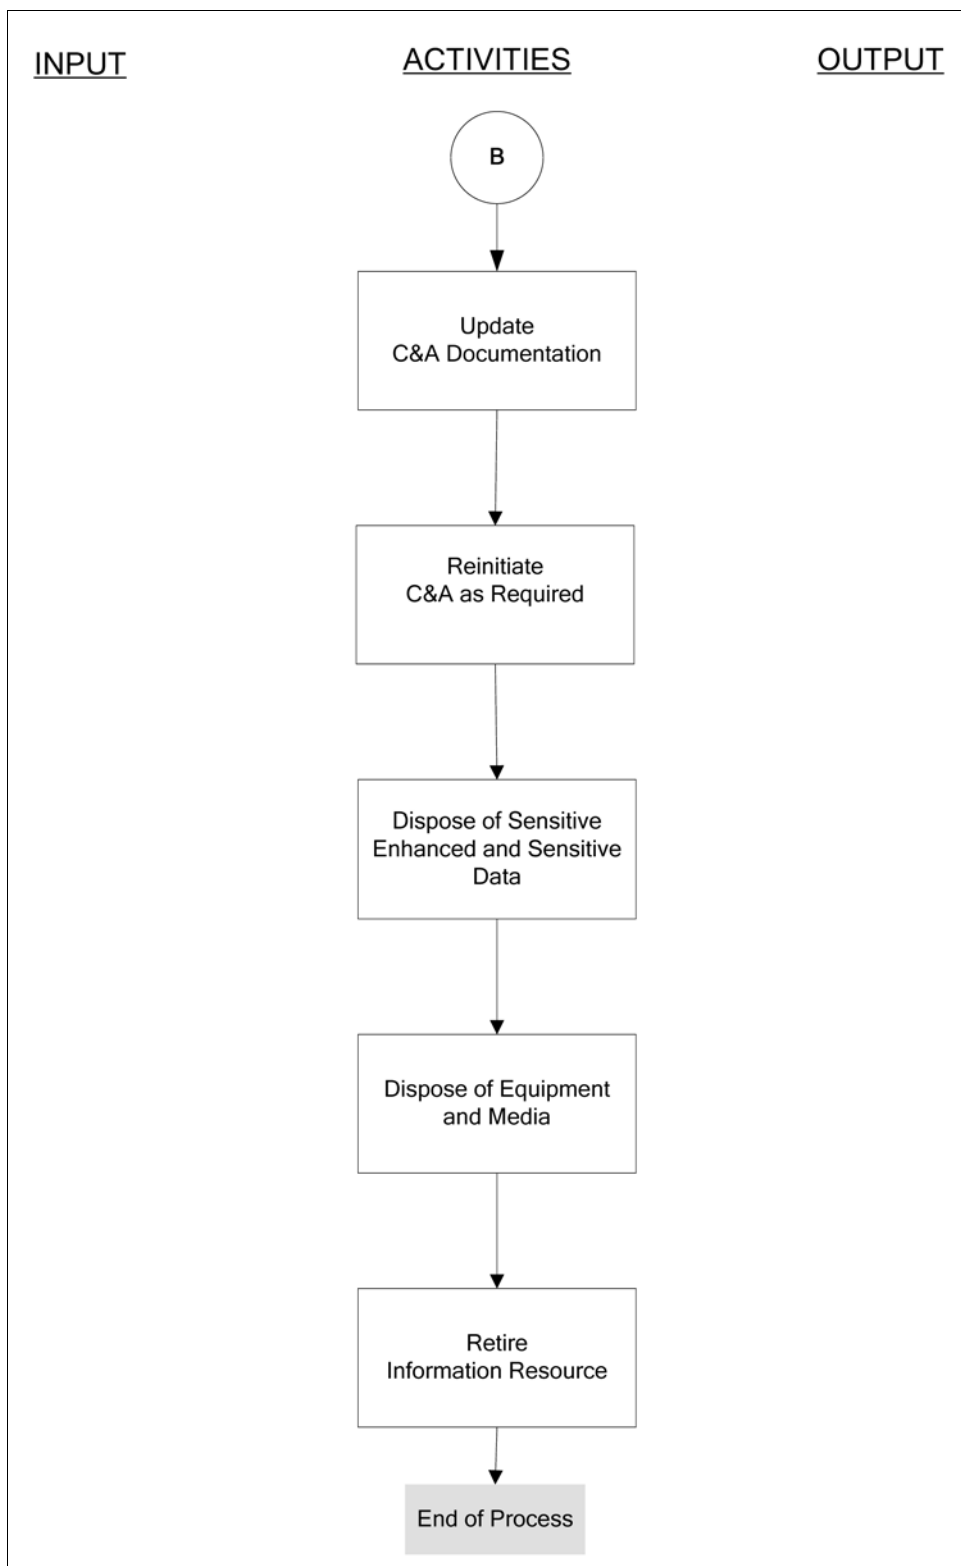 INPUT
ACTIVITIES
OUTPUT
B
Update
C&A Documentation
Reinitiate
C&A as Required
Dispose of Sensitive
Enhanced and Sensitive
Data
Dispose of Equipment
and Media
Retire
Information Resource
End of Process